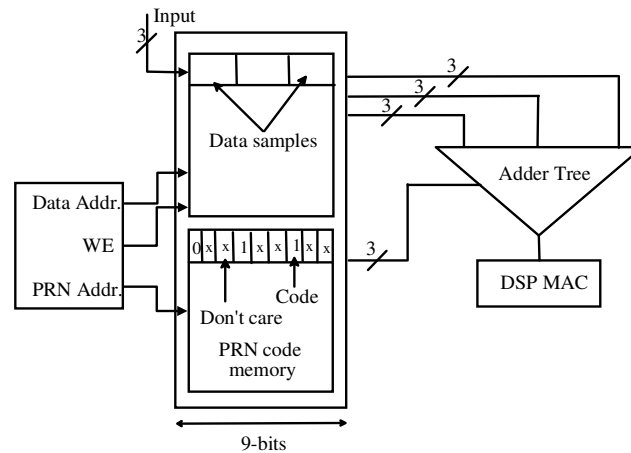 Input
3
3
3
3
Data samples
Adder Tree
Data Addr.
WE
0 x x 1 x x 1 x x
3
DSP MAC
PRN Addr.
Don't care
Code
PRN code
memory
9-bits